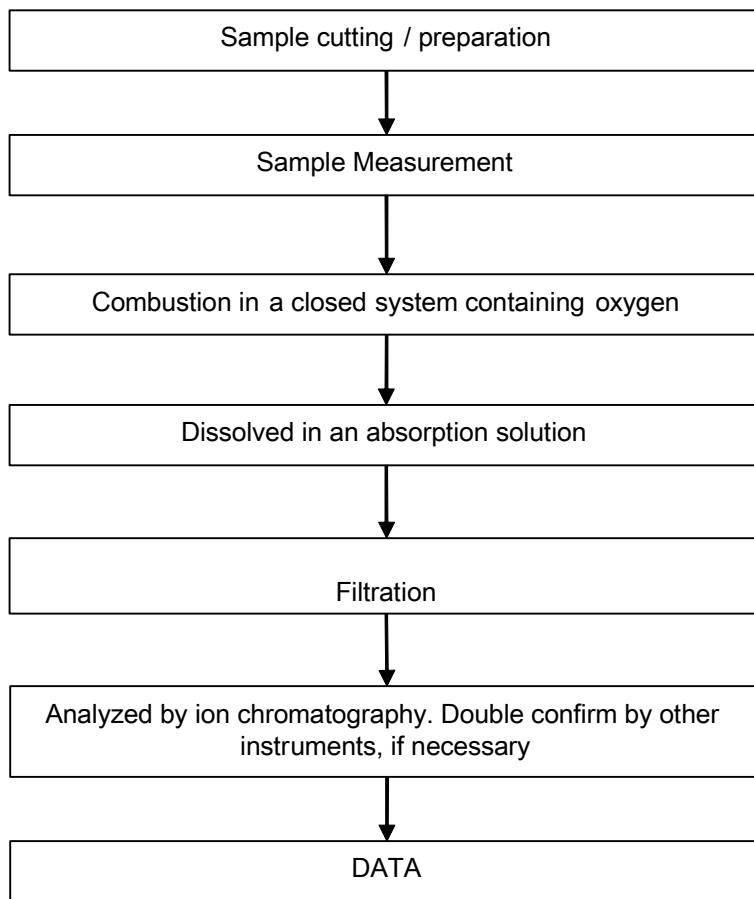 Sample cutting / preparation
Sample Measurement
Combustion in a closed system containing oxygen
Dissolved in an absorption solution
Filtration
Analyzed by ion chromatography. Double confirm by other
instruments, if necessary
DATA